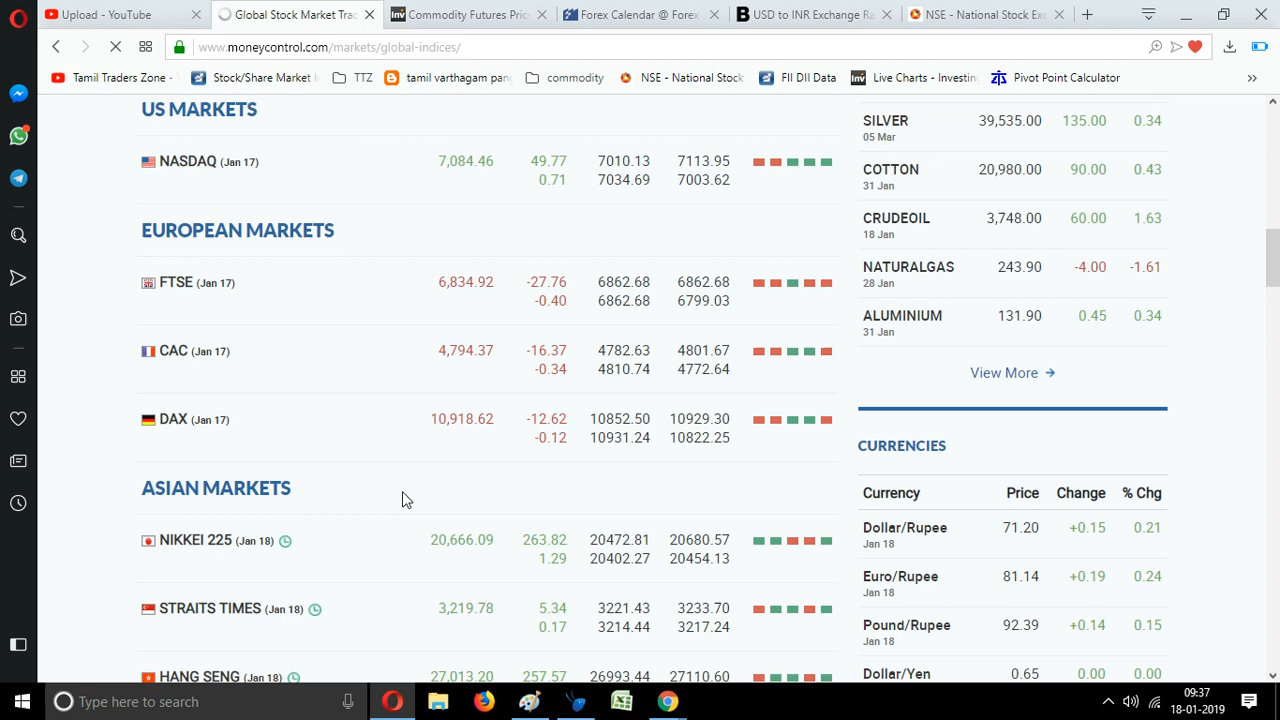 Upload - YouTube
Global Stock Market Trac
Commodity Futures Pric
Forex Calendar @ Forex
USD to INR Exchange Ra
NSE - National Stock Exc
www.moneycontrol.com/markets/global-indices/
Tamil Traders Zone -
Stock/Share Market I
TTZ
tamil varthagam pan
commodity
NSE - National Stock
FII DII Data
Live Charts - Investin
Pivot Point Calculator
US MARKETS
NASDAQ (Jan 17) 7,084.46 49.77 7010.13 7113.95
0.71 7034.69 7003.62
EUROPEAN MARKETS
FTSE (Jan 17) 6,834.92 -27.76 6862.68 6862.68
-0.40 6862.68 6799.03
CAC (Jan 17) 4,794.37 -16.37 4782.63 4801.67
-0.34 4810.74 4772.64
DAX (Jan 17) 10,918.62 -12.62 10852.50 10929.30
-0.12 10931.24 10822.25
ASIAN MARKETS
NIKKEI 225 (Jan 18) 20,666.09 263.82 20472.81 20680.57
1.29 20402.27 20454.13
STRAITS TIMES (Jan 18) 3,219.78 5.34 3221.43 3233.70
0.17 3214.44 3217.24
HANG SENG (Jan 18) 27,013.20 257.57 26993.44 27110.60
SILVER 39,535.00 135.00 0.34
05 Mar
COTTON 20,980.00 90.00 0.43
31 Jan
CRUDEOIL 3,748.00 60.00 1.63
18 Jan
NATURALGAS 243.90 -4.00 -1.61
28 Jan
ALUMINIUM 131.90 0.45 0.34
31 Jan
View More
CURRENCIES
Currency Price Change % Chg
Dollar/Rupee 71.20 +0.15 0.21
Jan 18
Euro/Rupee 81.14 +0.19 0.24
Jan 18
Pound/Rupee 92.39 +0.14 0.15
Jan 18
Dollar/Yen 0.65 0.00 0.00
Type here to search
09:37
18-01-2019